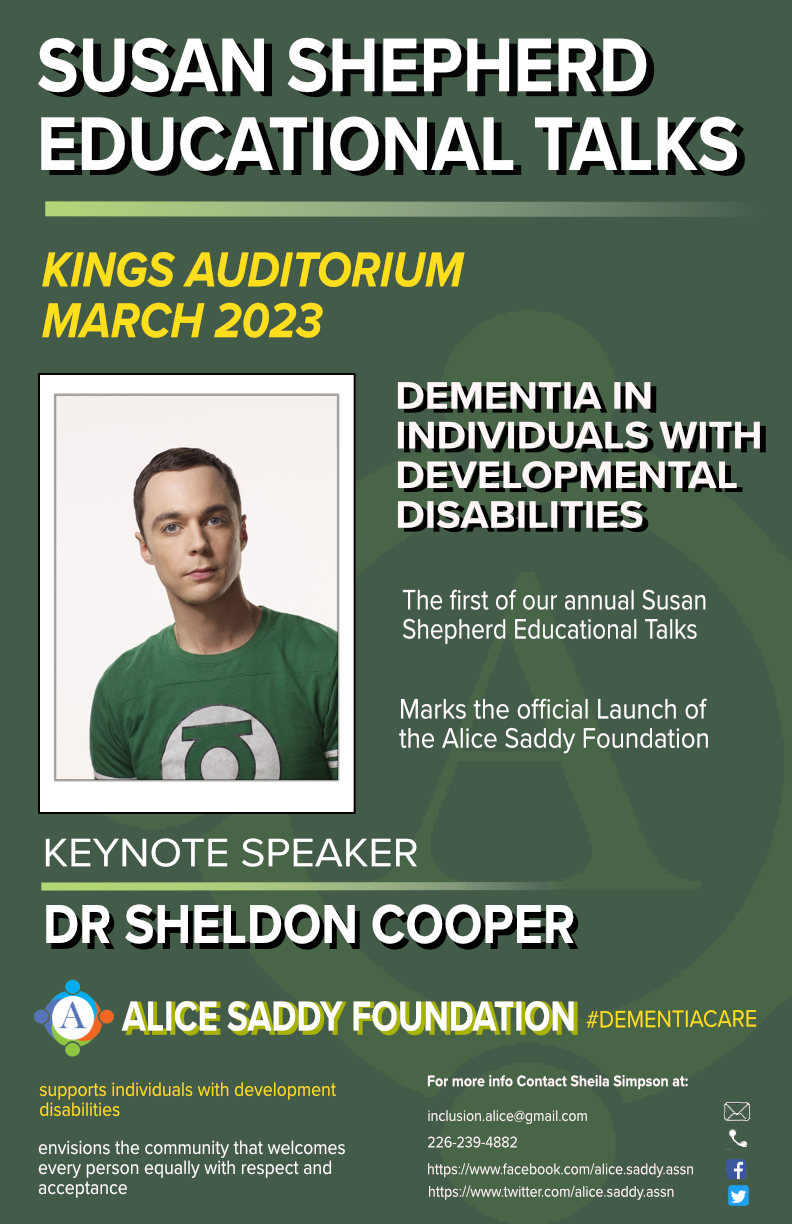 SUSAN SHEPHERD
EDUCATIONAL TALKS
KINGS AUDITORIUM
MARCH 2023
DEMENTIA IN
INDIVIDUALS WITH
DEVELOPMENTAL
DISABILITIES
The first of our annual Susan
Shepherd Educational Talks
Marks the official Launch of
the Alice Saddy Foundation
KEYNOTE SPEAKER
DR SHELDON COOPER
A
ALICE SADDY FOUNDATION #DEMENTIACARE
supports individuals with development
disabilities
envisions the community that welcomes
every person equally with respect and
acceptance
For more info Contact Sheila Simpson at:
inclusion.alice@gmail.com
226-239-4882
https://www.facebook.com/alice.saddy.assn
https://www.twitter.com/alice.saddy.assn